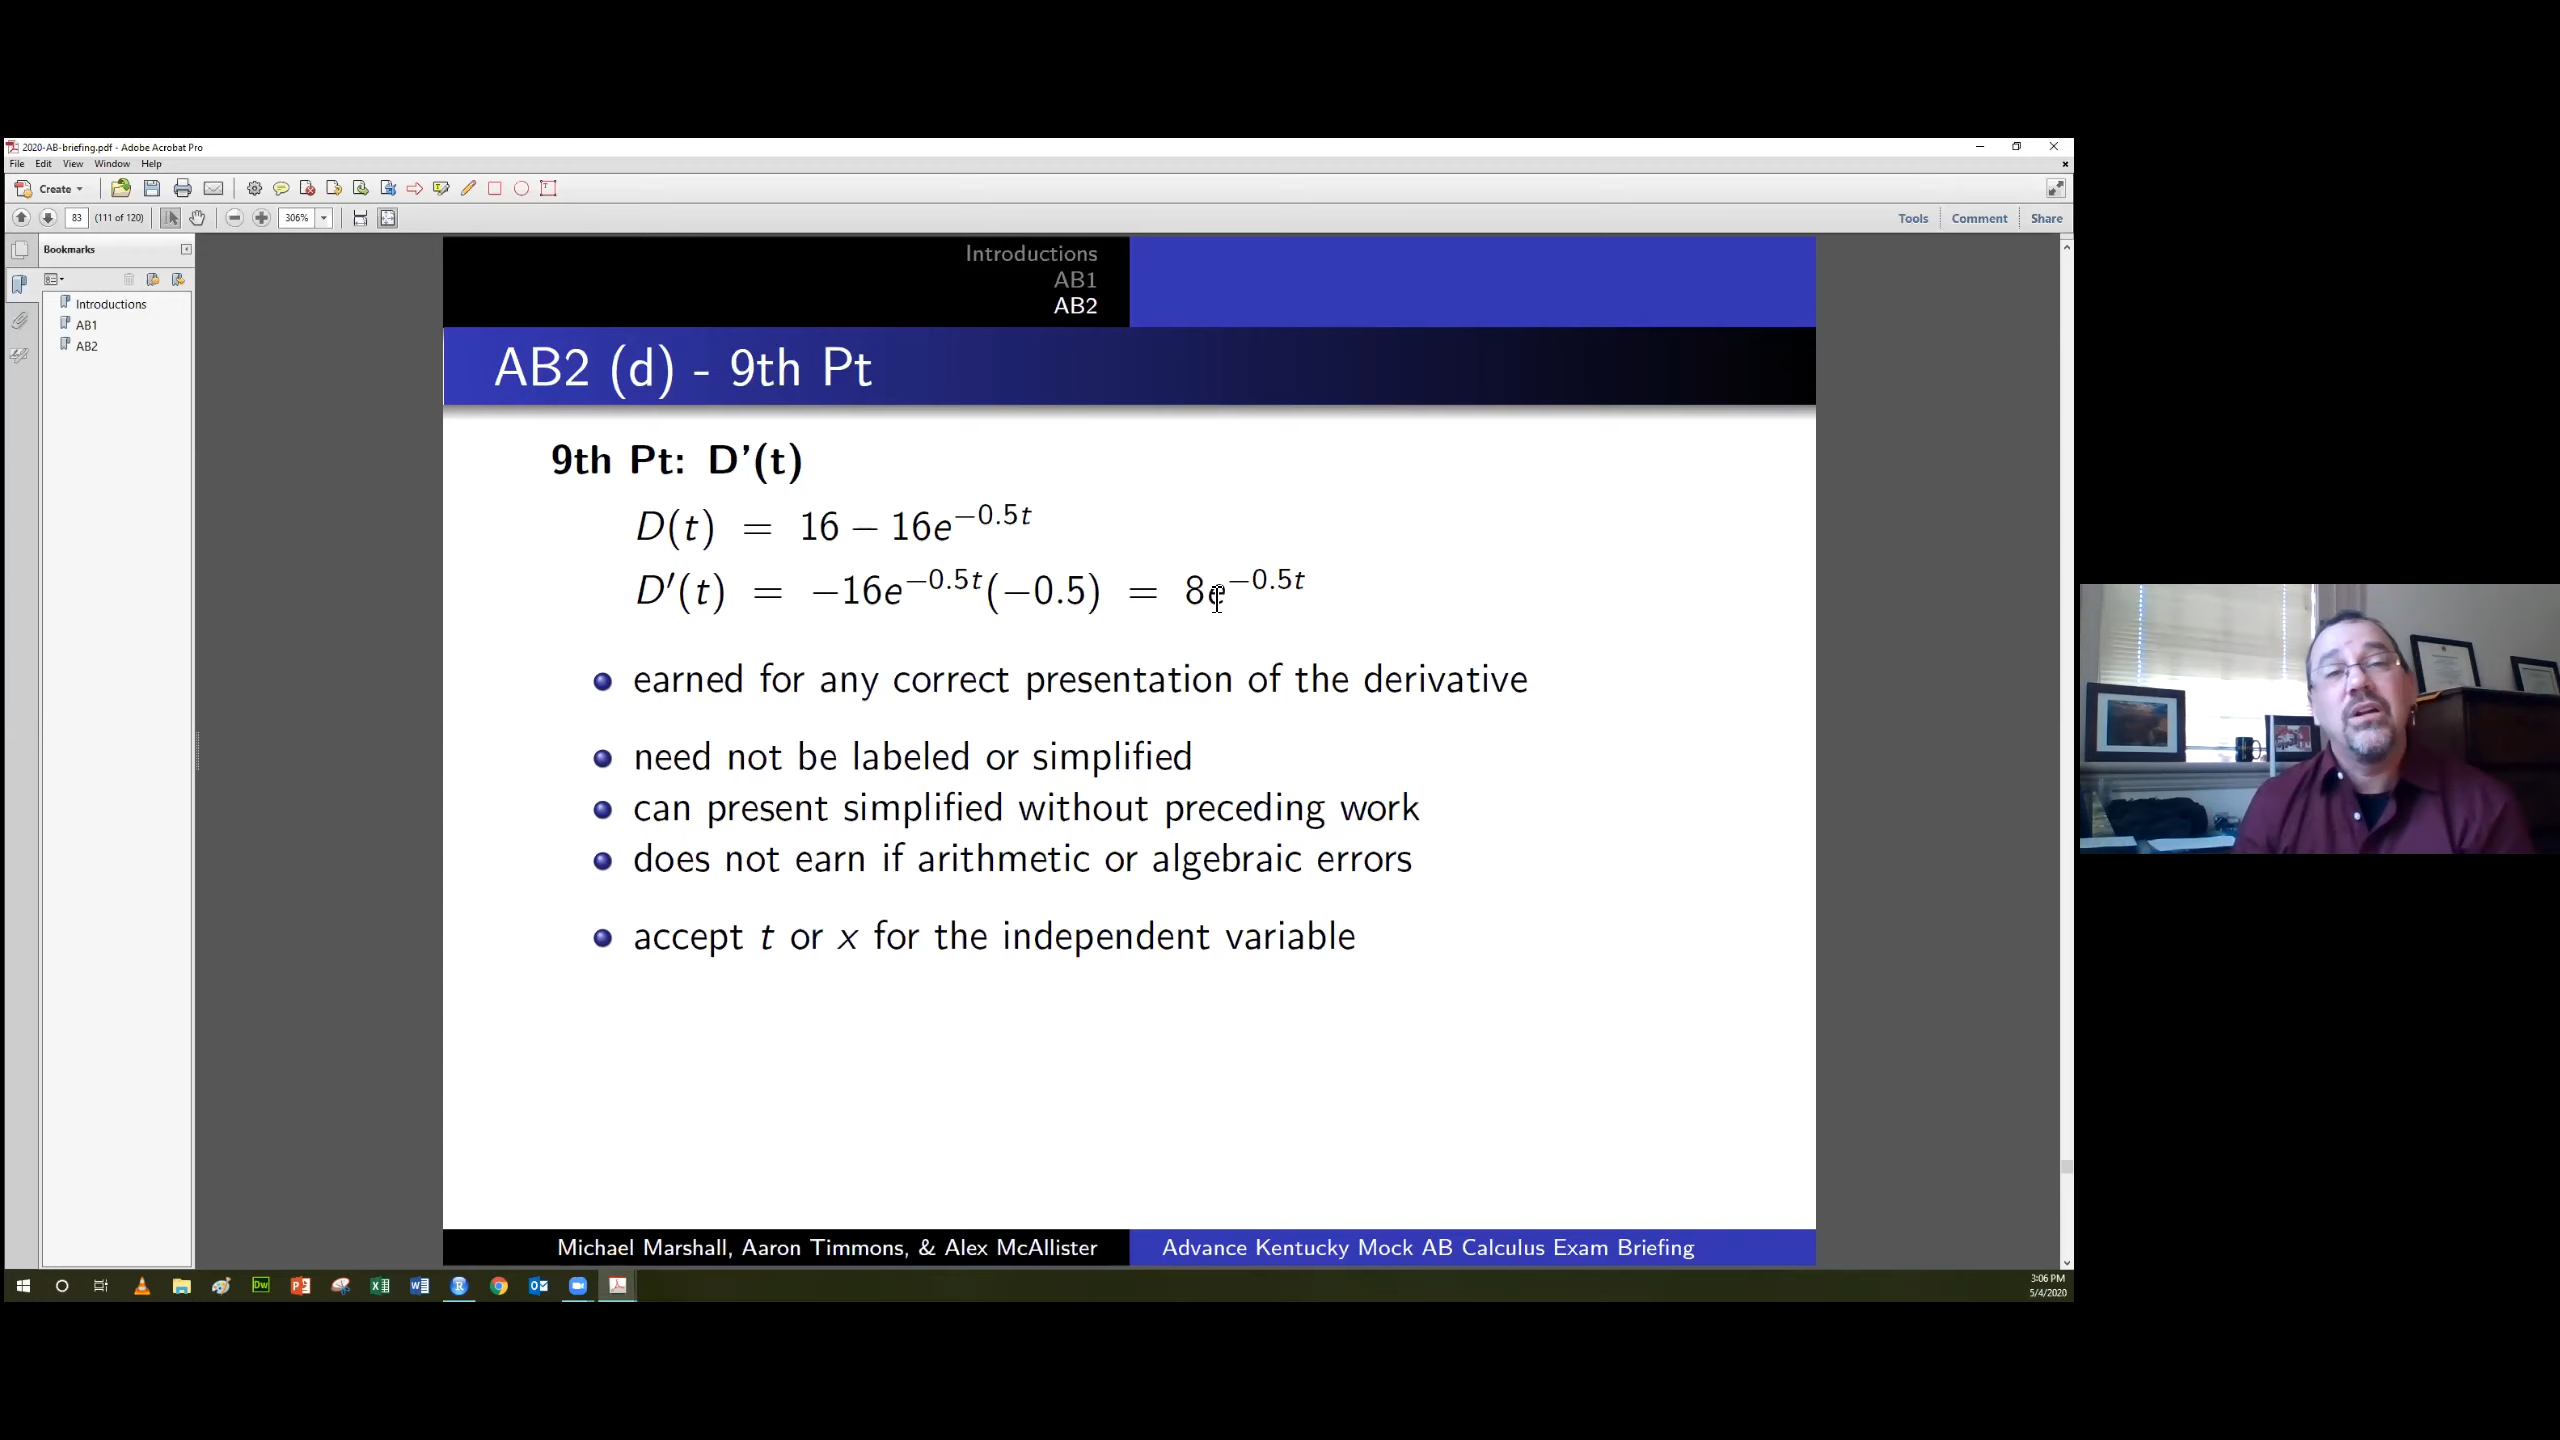 2020-AB-briefing.pdf - Adobe Acrobat Pro
File Edit View Window Help
Create
83 (111 of 120) 306% Tools Comment Share
Bookmarks
Introductions
AB1
AB2
Introductions
AB1
AB2
AB2 (d) - 9th Pt
9th Pt: D'(t)
D(t) = 16 − 16e^{−0.5t}
D′(t) = −16e^{−0.5t}(−0.5) = 8e^{−0.5t}
earned for any correct presentation of the derivative
need not be labeled or simplified
can present simplified without preceding work
does not earn if arithmetic or algebraic errors
accept t or x for the independent variable
Michael Marshall, Aaron Timmons, & Alex McAllister Advance Kentucky Mock AB Calculus Exam Briefing
3:06 PM
5/4/2020